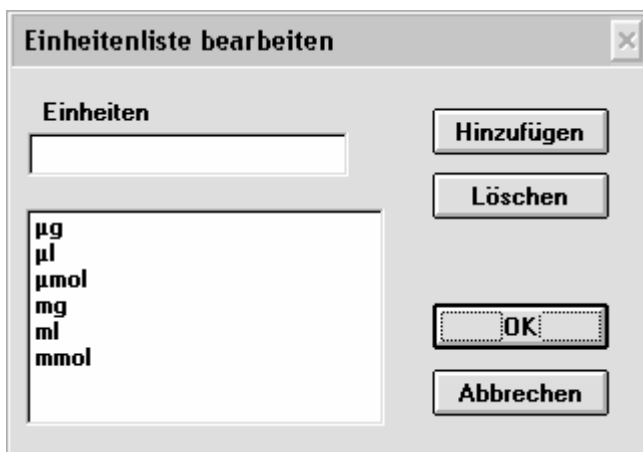 Einheitenliste bearbeiten
Einheiten
Hinzufügen
Löschen
µg
µl
µmol
mg
ml
mmol
OK
Abbrechen